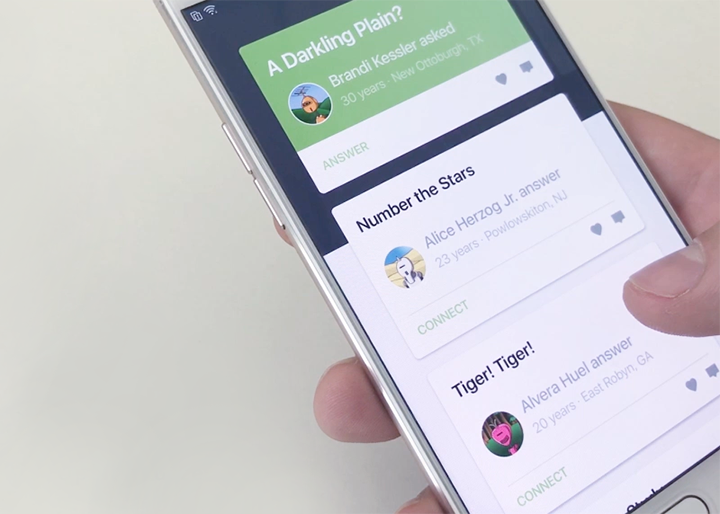 A Darkling Plain?
Brandi Kessler asked
30 years · New Ottoburgh, TX
ANSWER
Number the Stars
Alice Herzog Jr. answer
23 years · Powlowskiton, NJ
CONNECT
Tiger! Tiger!
Alvera Huel answer
20 years · East Robyn, GA
CONNECT